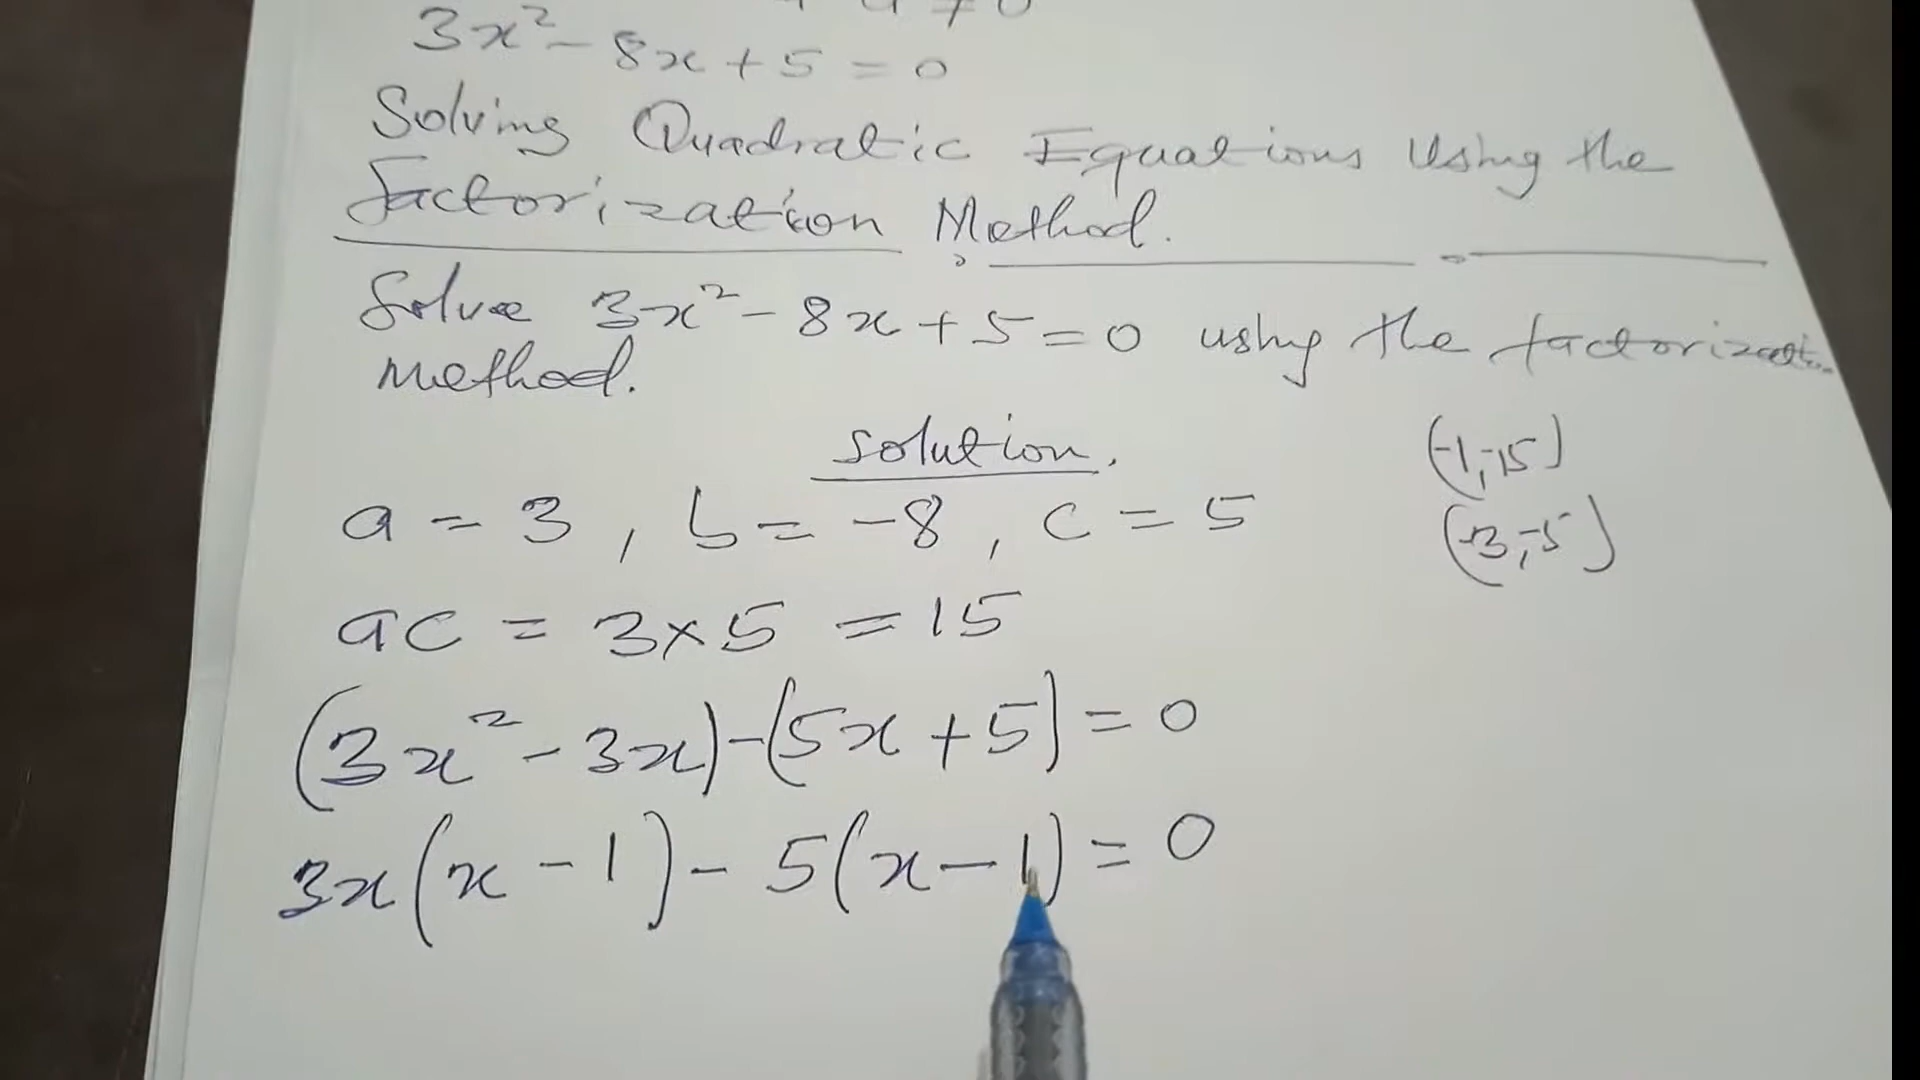 ≠ 0
3x² - 8x + 5 = 0
Solving Quadratic Equations Using the
Factorization Method.
Solve 3x² - 8x + 5 = 0 using the
method.
solution.
a = 3, b = -8, c = 5
(-1,-15)
(-3,-5)
ac = 3×5 = 15
(3x² - 3x)-(5x + 5) = 0
3x(x - 1) - 5(x - 1) = 0